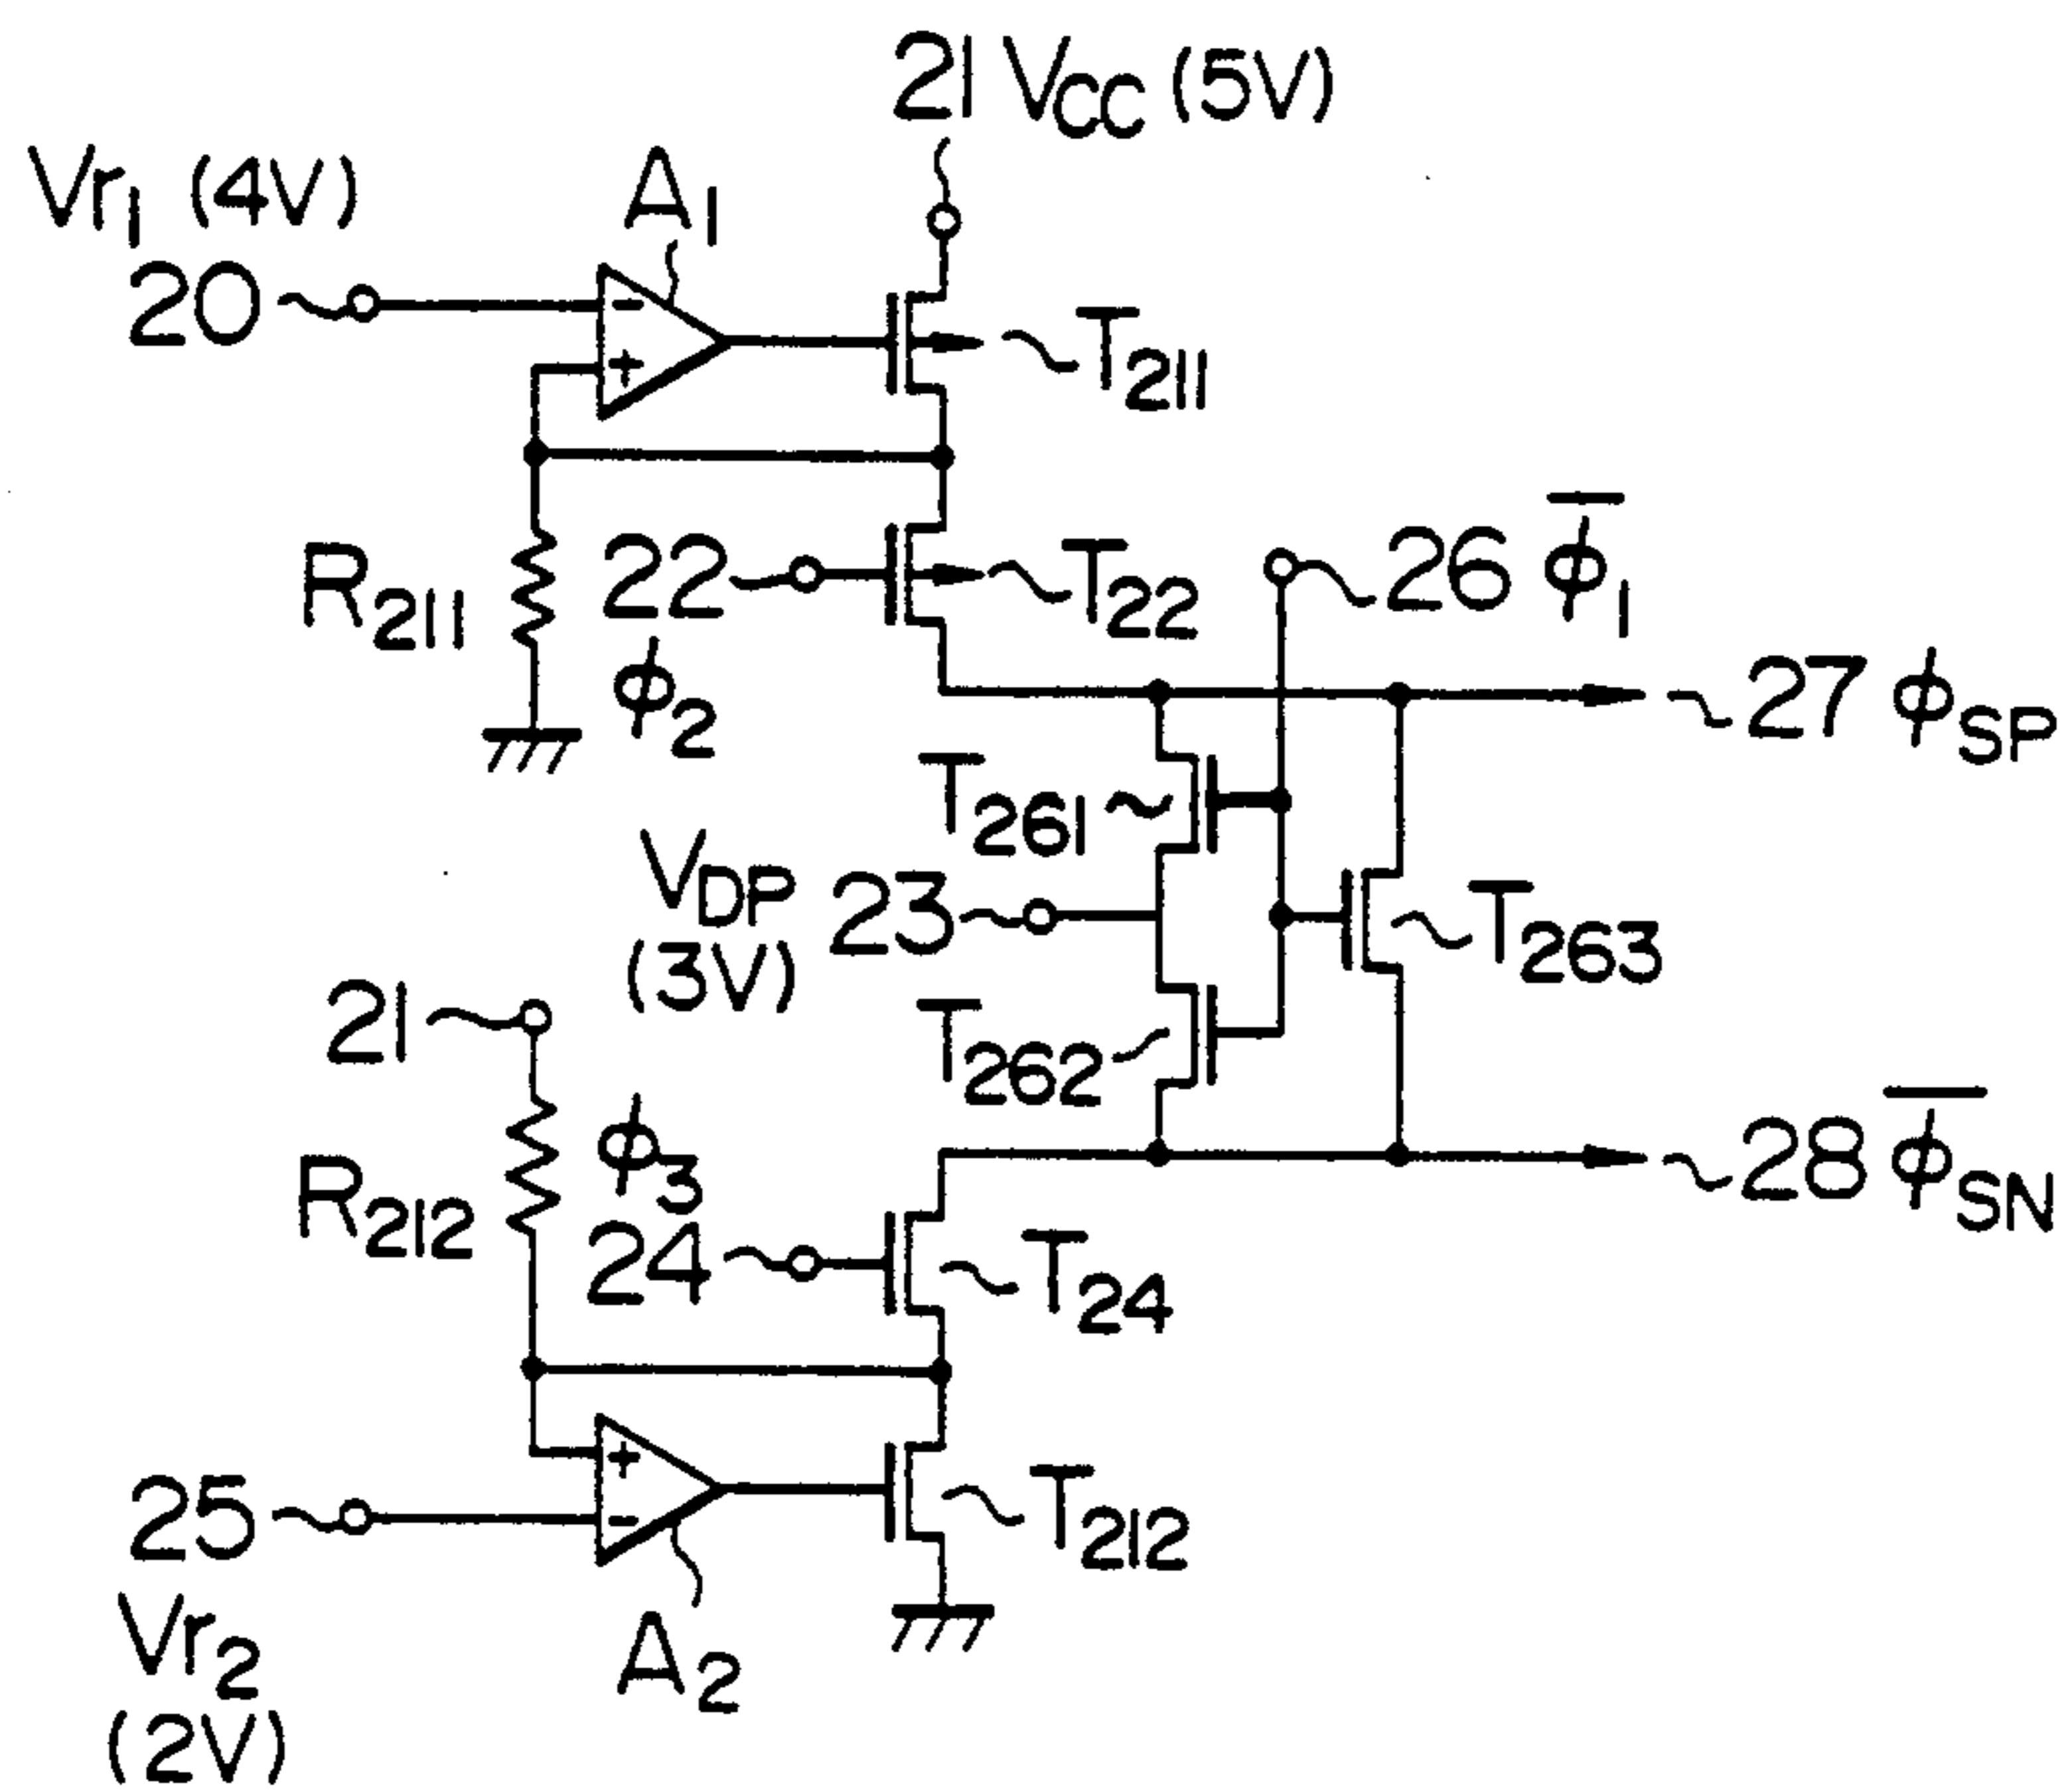 21 VCC (5V)
Vr1 (4V)
A1
20
−
+
T211
R211
22
ϕ2
T22
26 ϕ̅1
27 ϕSP
T261
VDP 23
(3V)
T263
T262
21
R212
ϕ3
24
T24
28 ϕ̅SN
+
−
T212
25
Vr2
(2V)
A2